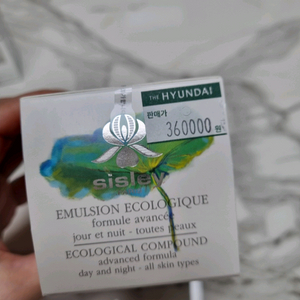 THE HYUNDAI
판매가
360000 원
sisley
EMULSION ECOLOGIQUE
formule avancée
jour et nuit - toutes peaux
ECOLOGICAL COMPOUND
advanced formula
day and night - all skin types